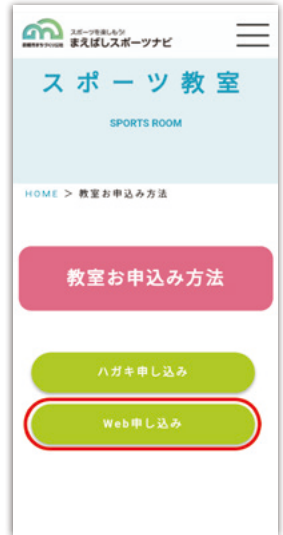 スポーツを楽しもう!
まえばしスポーツナビ
スポーツ教室
SPORTS ROOM
HOME > 教室お申込み方法
教室お申込み方法
ハガキ申し込み
Web申し込み